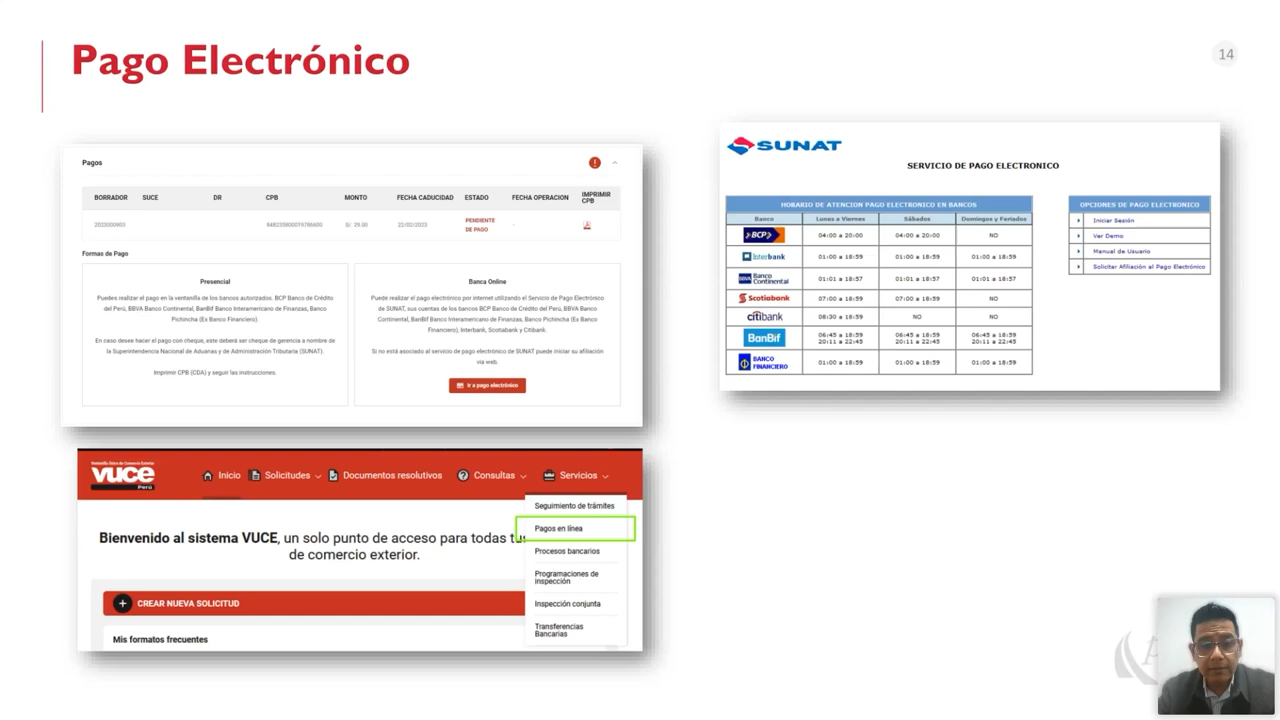 Pago Electrónico
14
Pagos
BORRADOR SUCE DR CPB MONTO FECHA CADUCIDAD ESTADO FECHA OPERACION IMPRIMIR CPB
S/ 29.00 22/02/2023 PENDIENTE DE PAGO -
Formas de Pago
Presencial
Puedes realizar el pago en la ventanilla de los bancos autorizados. BCP Banco de Crédito
del Perú, BBVA Banco Continental, BanBif Banco Interamericano de Finanzas, Banco
Pichincha (Ex Banco Financiero).
En caso desee hacer el pago con cheque, este deberá ser cheque de gerencia a nombre de
la Superintendencia Nacional de Aduanas y de Administración Tributaria (SUNAT).
Imprimir CPB (CDA) y seguir las instrucciones.
Banca Online
Puede realizar el pago electrónico por internet utilizando el Servicio de Pago Electrónico
de SUNAT, sus cuentas de los bancos BCP Banco de Crédito del Perú, BBVA Banco
Continental, BanBif Banco Interamericano de Finanzas, Banco Pichincha (Ex Banco
Financiero), Interbank, Scotiabank y Citibank.
Si no está asociado al servicio de pago electrónico de SUNAT puede iniciar su afiliación
vía web.
Ir a pago electrónico
SUNAT
SERVICIO DE PAGO ELECTRONICO
HORARIO DE ATENCION PAGO ELECTRONICO EN BANCOS
Banco Lunes a Viernes Sábados Domingos y Feriados
BCP 04:00 a 20:00 04:00 a 20:00 NO
Interbank 01:00 a 18:59 01:00 a 18:59 01:00 a 18:59
BBVA Banco Continental 01:01 a 18:57 01:01 a 18:57 01:01 a 18:57
Scotiabank 07:00 a 18:59 07:00 a 18:59 NO
citibank 08:30 a 18:59 NO NO
BanBif 06:45 a 18:59 06:45 a 18:59 06:45 a 18:59
20:11 a 22:45 20:11 a 22:45 20:11 a 22:45
BANCO FINANCIERO 01:00 a 18:59 01:00 a 18:59 01:00 a 18:59
OPCIONES DE PAGO ELECTRONICO
Iniciar Sesión
Ver Demo
Manual de Usuario
Solicitar Afiliación al Pago Electrónico
Ventanilla Única de Comercio Exterior
vuce
Perú
Inicio Solicitudes Documentos resolutivos Consultas Servicios
Seguimiento de trámites
Pagos en línea
Procesos bancarios
Programaciones de
inspección
Inspección conjunta
Transferencias
Bancarias
Bienvenido al sistema VUCE, un solo punto de acceso para todas tu
de comercio exterior.
CREAR NUEVA SOLICITUD
Mis formatos frecuentes